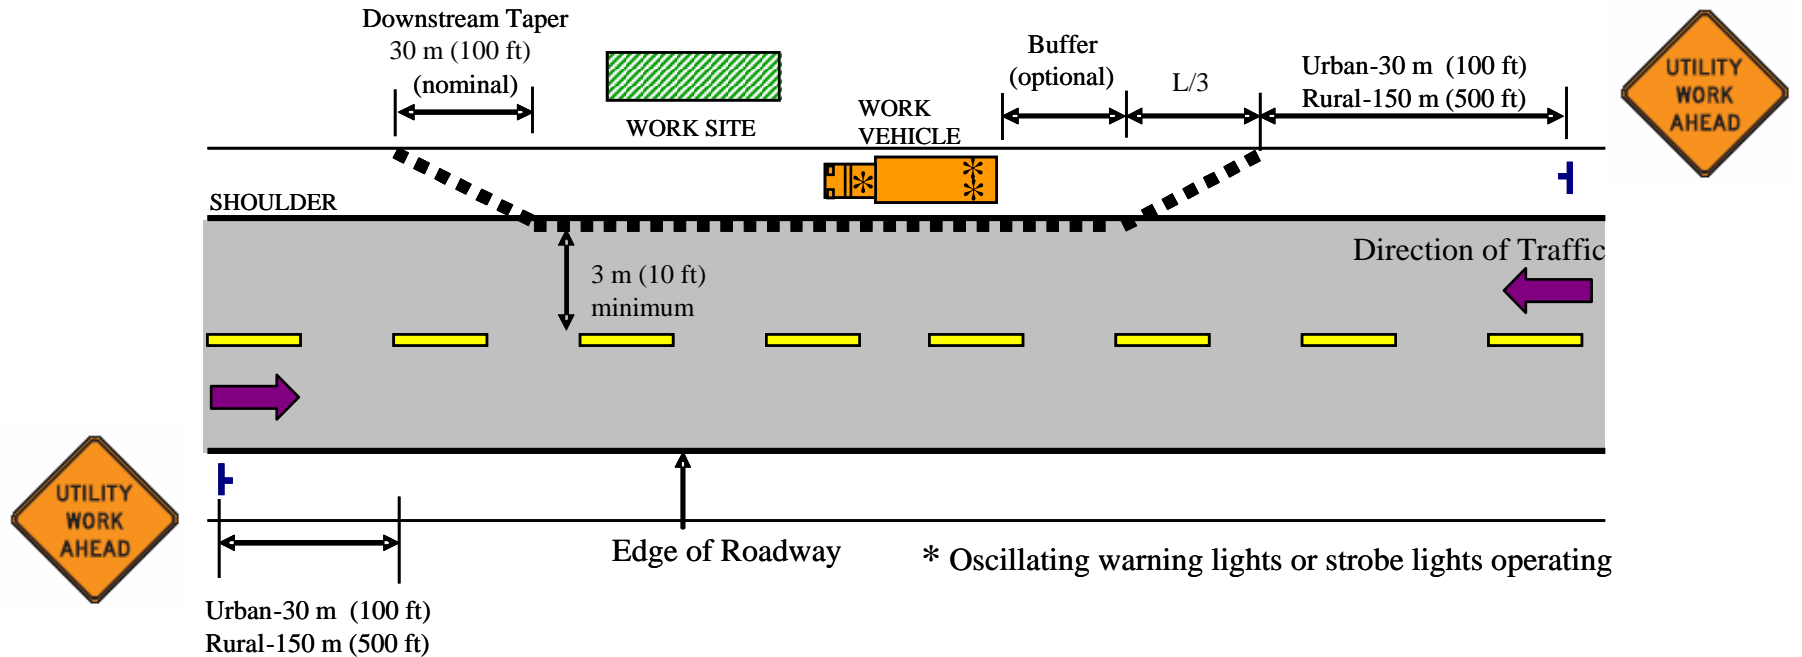 Downstream Taper
30 m (100 ft)
(nominal)
WORK SITE
WORK
VEHICLE
Buffer
(optional)
L/3
Urban-30 m  (100 ft)
Rural-150 m (500 ft)
UTILITY
WORK
AHEAD
SHOULDER
Direction of Traffic
3 m (10 ft)
minimum
UTILITY
WORK
AHEAD
Edge of Roadway
* Oscillating warning lights or strobe lights operating
Urban-30 m  (100 ft)
Rural-150 m (500 ft)